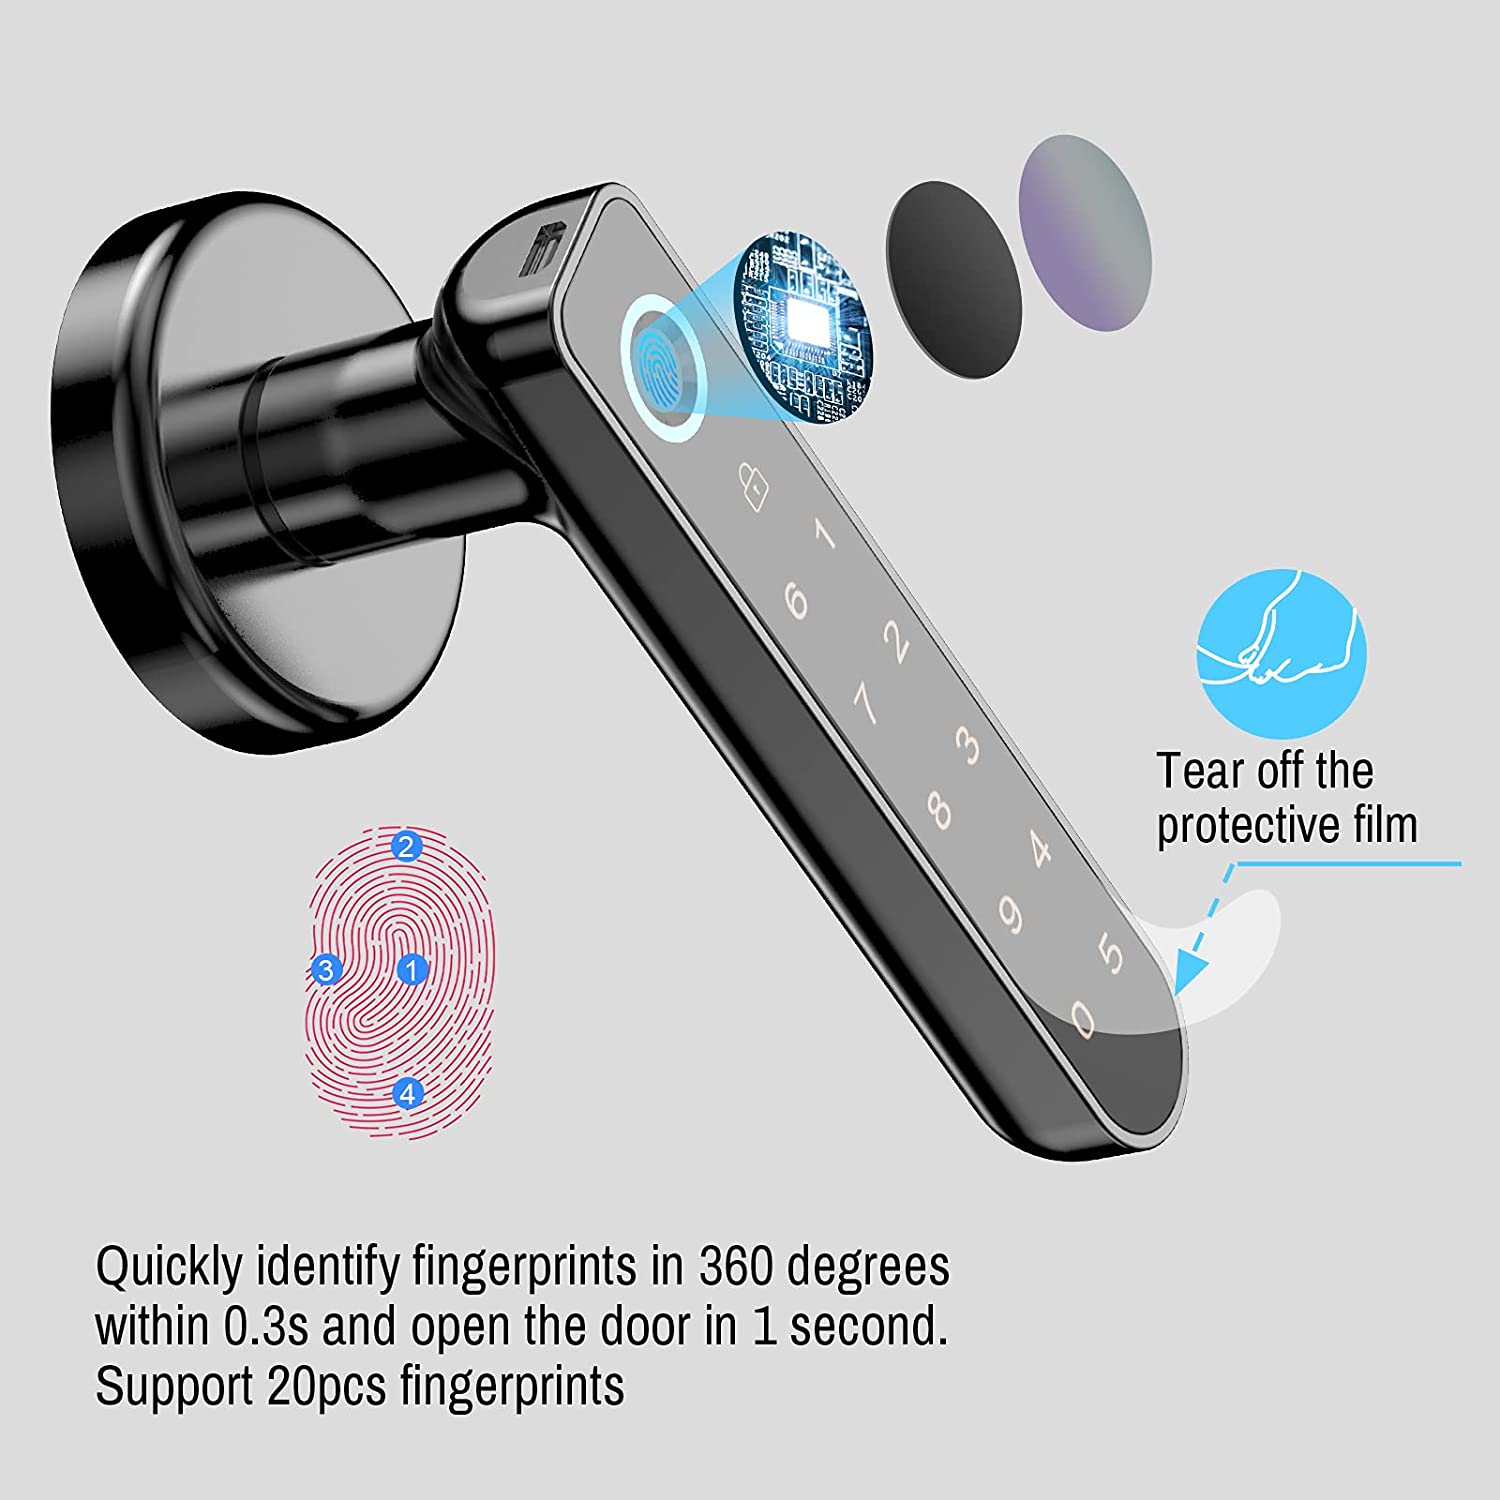 1
6
2
7
3
8
4
9
5
0
Tear off the
protective film
2
3
1
4
Quickly identify fingerprints in 360 degrees
within 0.3s and open the door in 1 second.
Support 20pcs fingerprints